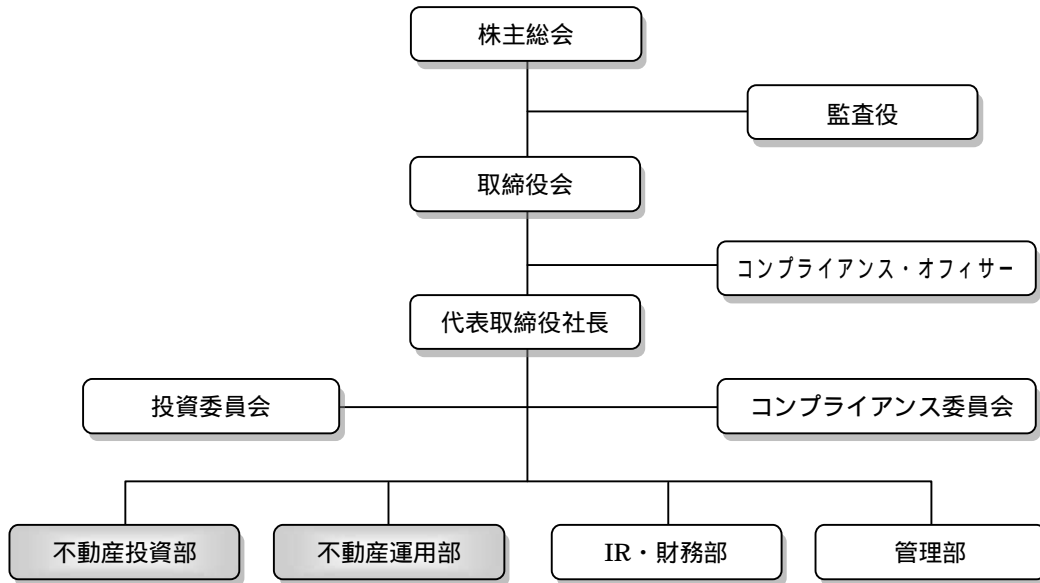 株主総会
監査役
取締役会
コンプライアンス・オフィサー
代表取締役社長
投資委員会
コンプライアンス委員会
不動産投資部
不動産運用部
IR・財務部
管理部